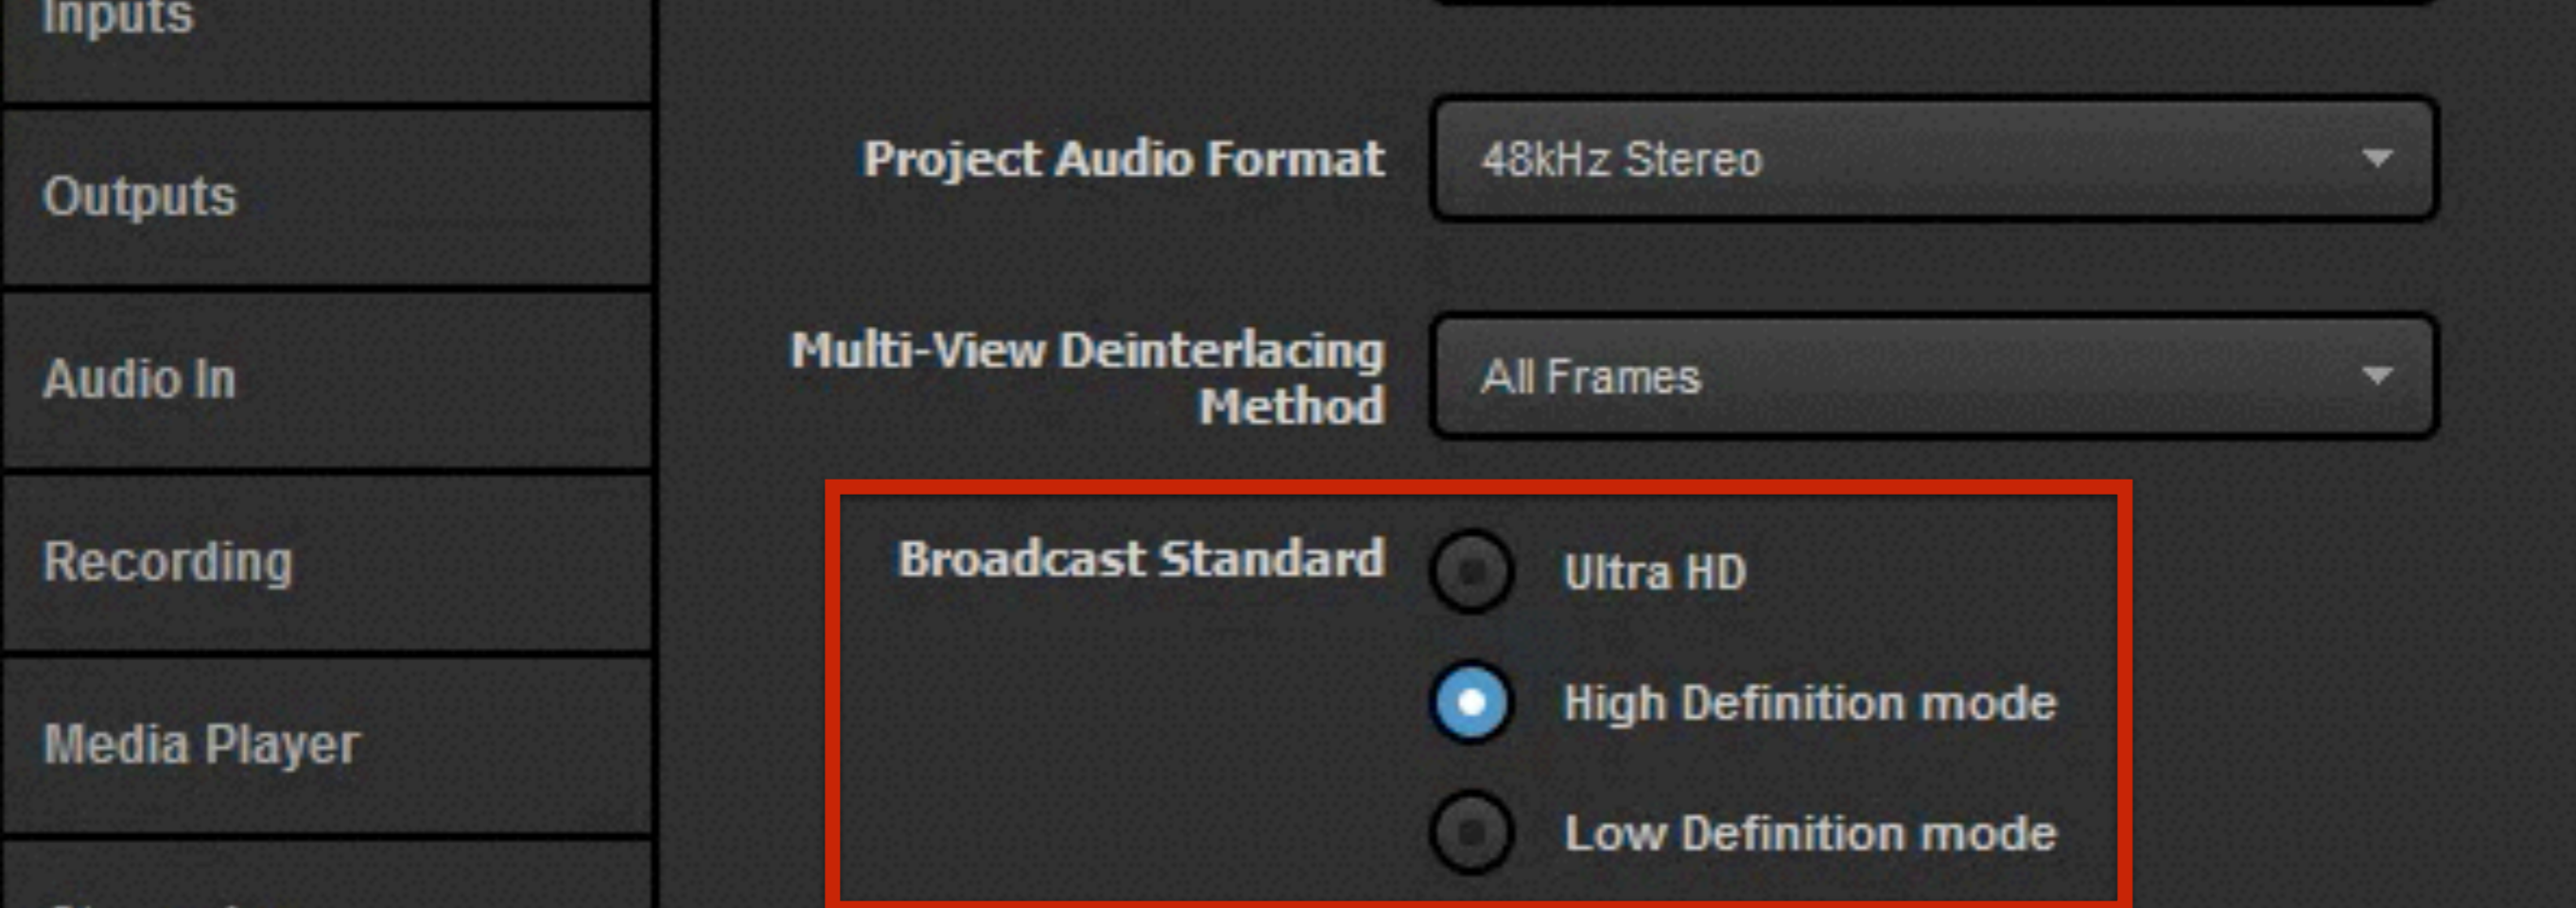 Inputs
Outputs
Audio In
Recording
Media Player
Project Audio Format
48kHz Stereo
Multi-View Deinterlacing
Method
All Frames
Broadcast Standard
Ultra HD
High Definition mode
Low Definition mode